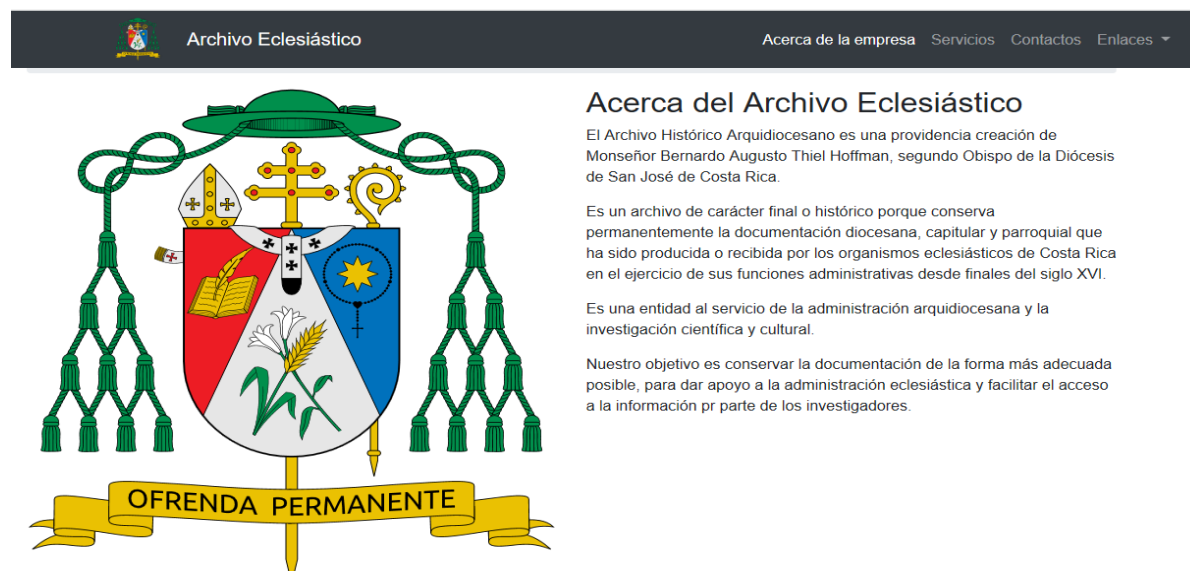 Archivo Eclesiástico
Acerca de la empresa Servicios Contactos Enlaces
Acerca del Archivo Eclesiástico
El Archivo Histórico Arquidiocesano es una providencia creación de
Monseñor Bernardo Augusto Thiel Hoffman, segundo Obispo de la Diócesis
de San José de Costa Rica.
Es un archivo de carácter final o histórico porque conserva
permanentemente la documentación diocesana, capitular y parroquial que
ha sido producida o recibida por los organismos eclesiásticos de Costa Rica
en el ejercicio de sus funciones administrativas desde finales del siglo XVI.
Es una entidad al servicio de la administración arquidiocesana y la
investigación científica y cultural.
Nuestro objetivo es conservar la documentación de la forma más adecuada
posible, para dar apoyo a la administración eclesiástica y facilitar el acceso
a la información pr parte de los investigadores.
OFRENDA PERMANENTE